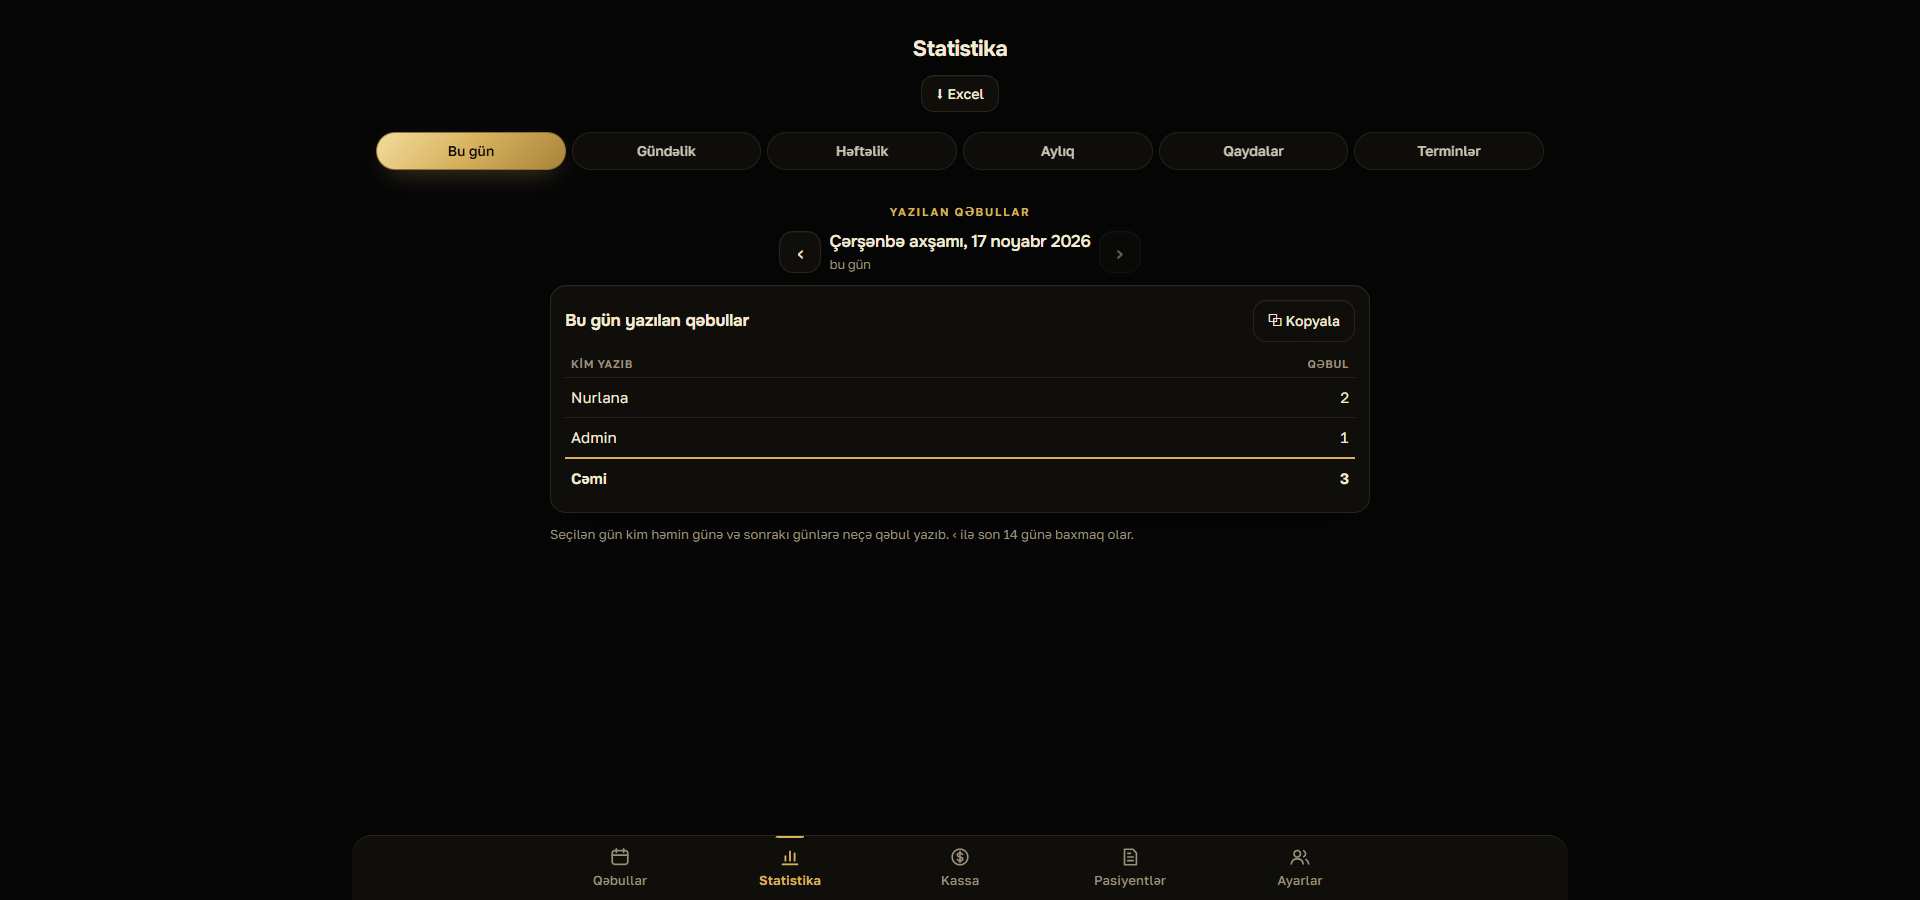 Statistika
⭳ Excel
Bu gün Gündəlik Həftəlik Aylıq Qaydalar Terminlər
YAZILAN QƏBULLAR
‹ Çərşənbə axşamı, 17 noyabr 2026 ›
bu gün
Bu gün yazılan qəbullar Kopyala
KİM YAZIB QƏBUL
Nurlana 2
Admin 1
Cəmi 3
Seçilən gün kim həmin günə və sonrakı günlərə neçə qəbul yazıb. ‹ ilə son 14 günə baxmaq olar.
Qəbullar Statistika Kassa Pasiyentlər Ayarlar